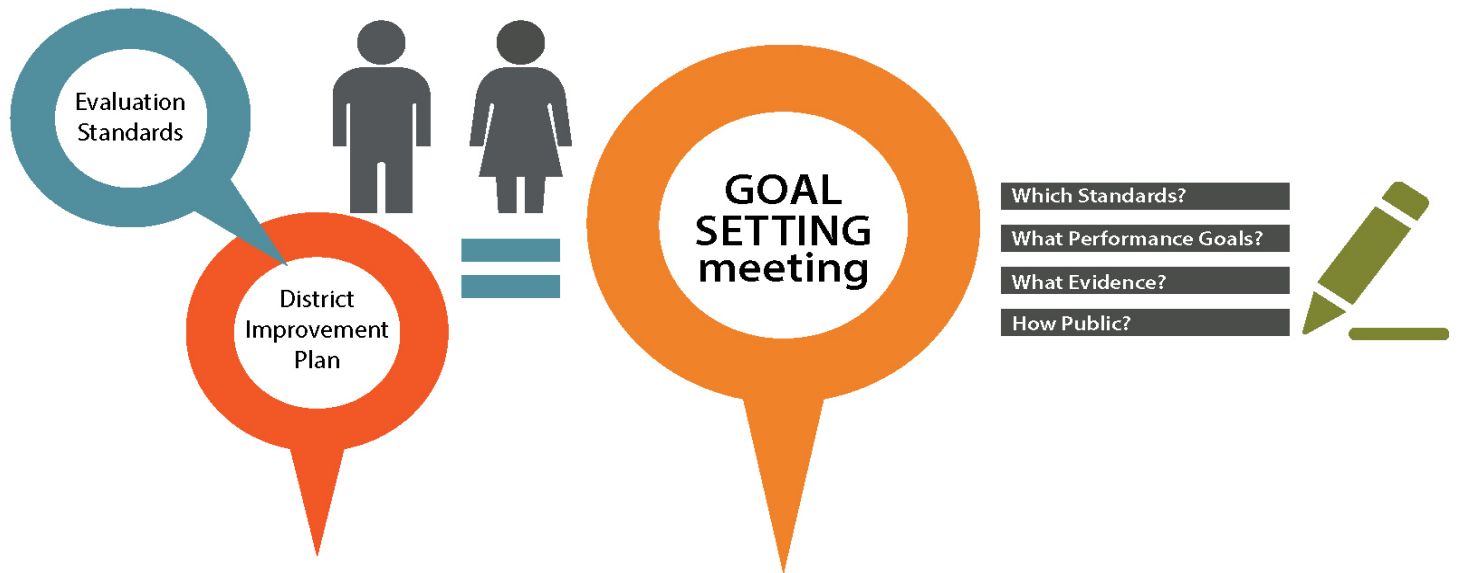 Evaluation
Standards
District
Improvement
Plan
GOAL
SETTING
meeting
Which Standards?
What Performance Goals?
What Evidence?
How Public?